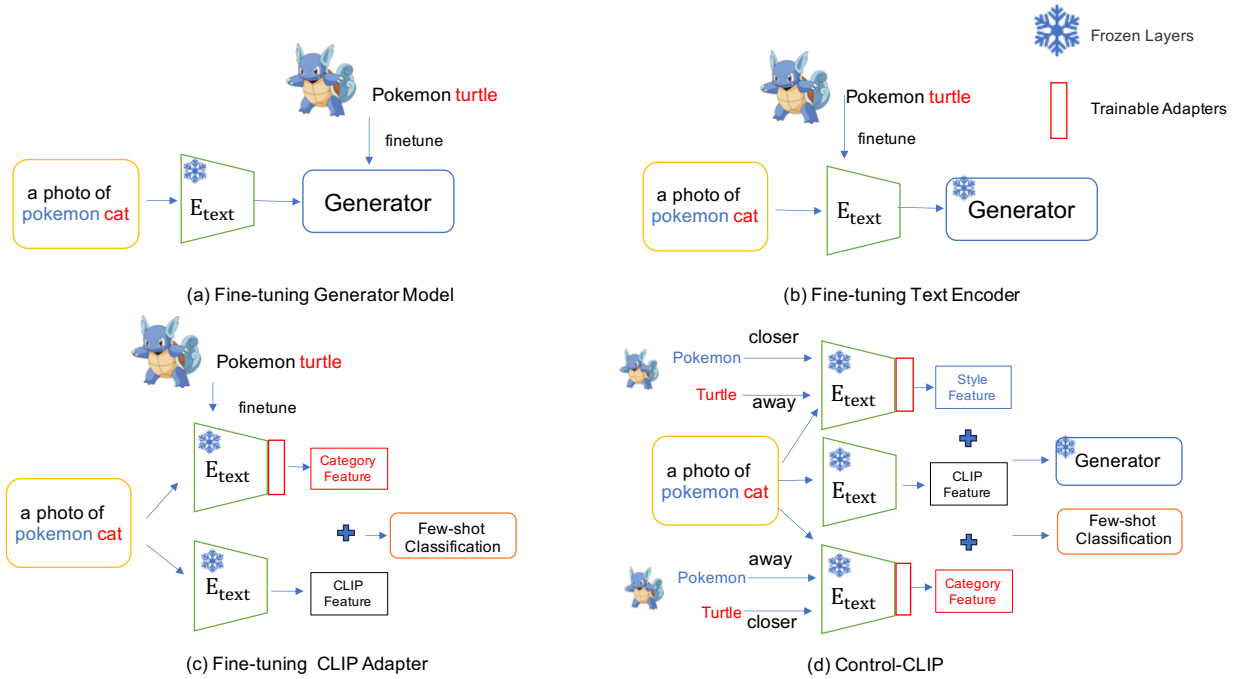 Pokemon turtle
finetune
a photo of
pokemon cat
E_text
Generator
(a) Fine-tuning Generator Model
Pokemon turtle
finetune
a photo of
pokemon cat
E_text
Generator
(b) Fine-tuning Text Encoder
Frozen Layers
Trainable Adapters
Pokemon turtle
finetune
E_text
Category
Feature
a photo of
pokemon cat
Few-shot
Classification
E_text
CLIP
Feature
(c) Fine-tuning CLIP Adapter
closer
Pokemon
Turtle
away
E_text
Style
Feature
a photo of
pokemon cat
E_text
CLIP
Feature
Generator
Few-shot
Classification
away
Pokemon
Turtle
closer
E_text
Category
Feature
(d) Control-CLIP